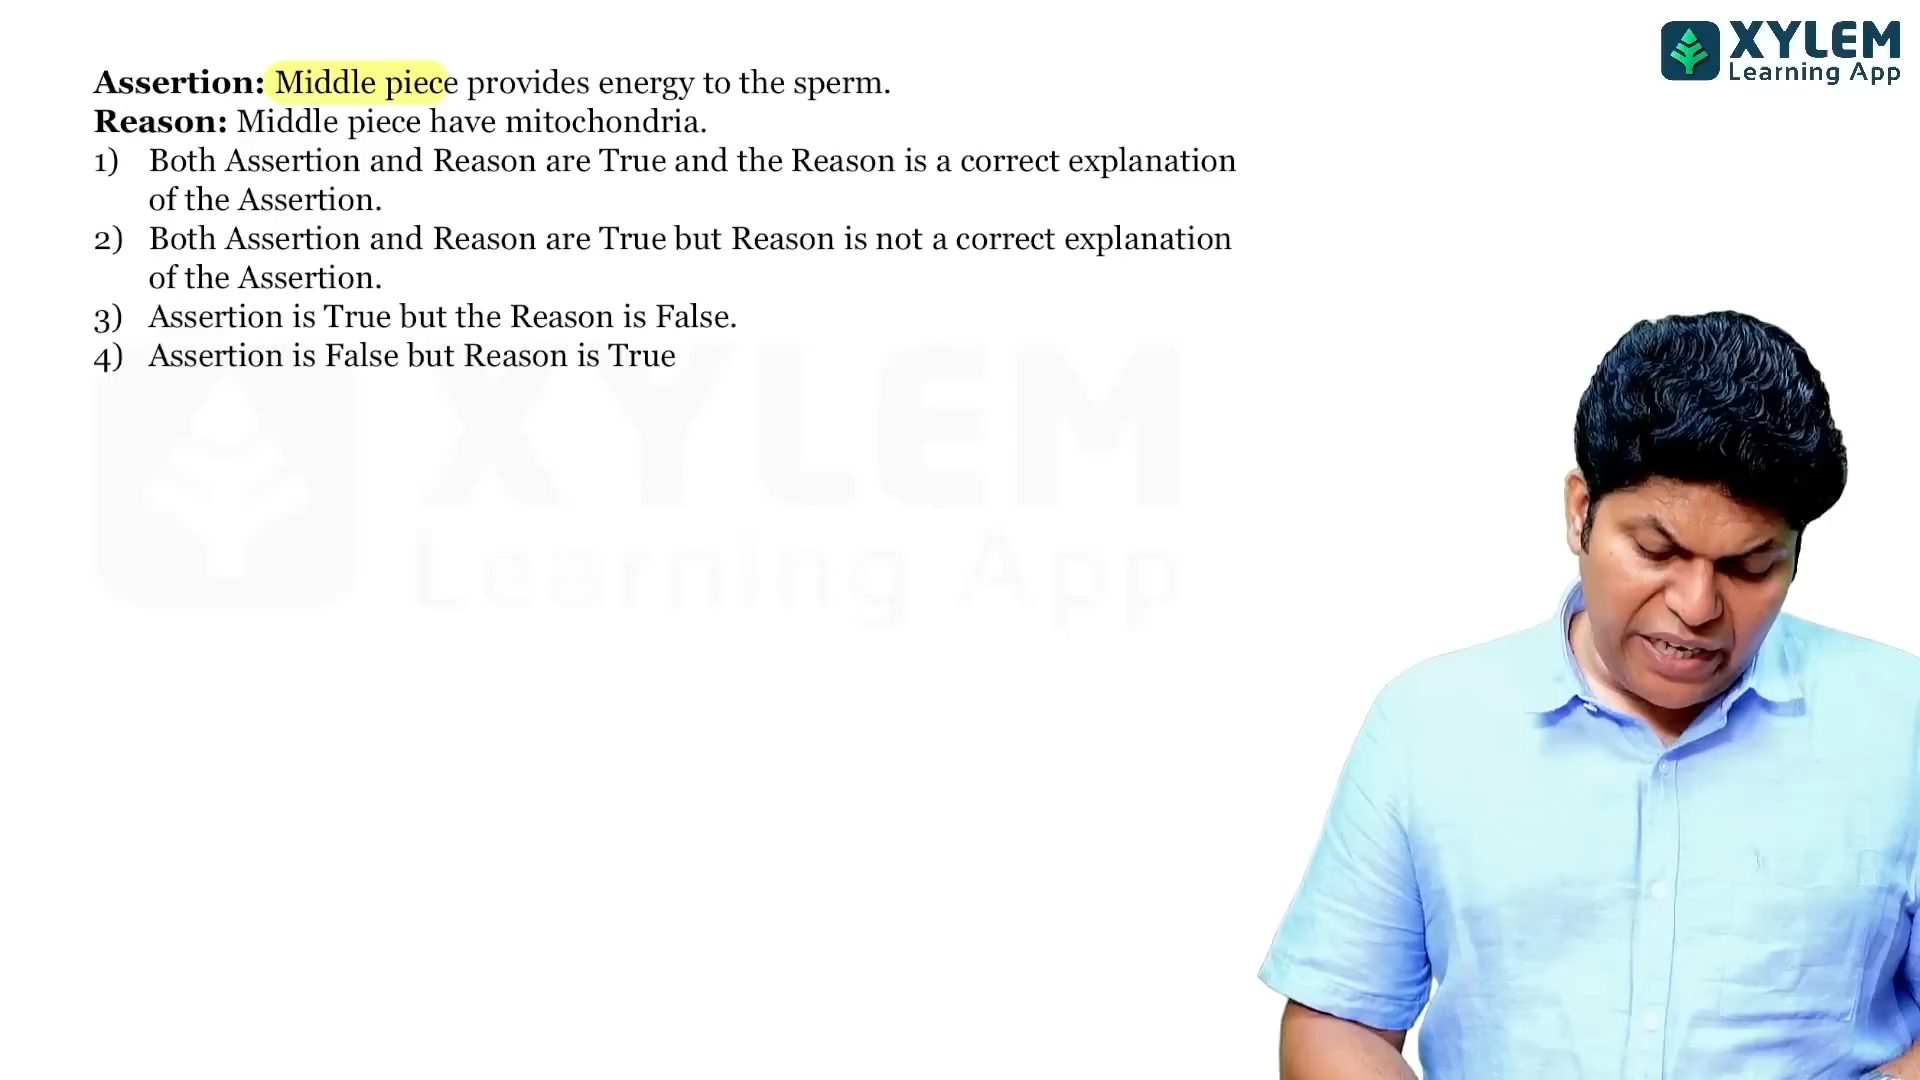 XYLEM
Learning App
Assertion: Middle piece provides energy to the sperm.
Reason: Middle piece have mitochondria.
1) Both Assertion and Reason are True and the Reason is a correct explanation
of the Assertion.
2) Both Assertion and Reason are True but Reason is not a correct explanation
of the Assertion.
3) Assertion is True but the Reason is False.
4) Assertion is False but Reason is True
XYLEM
Learning App